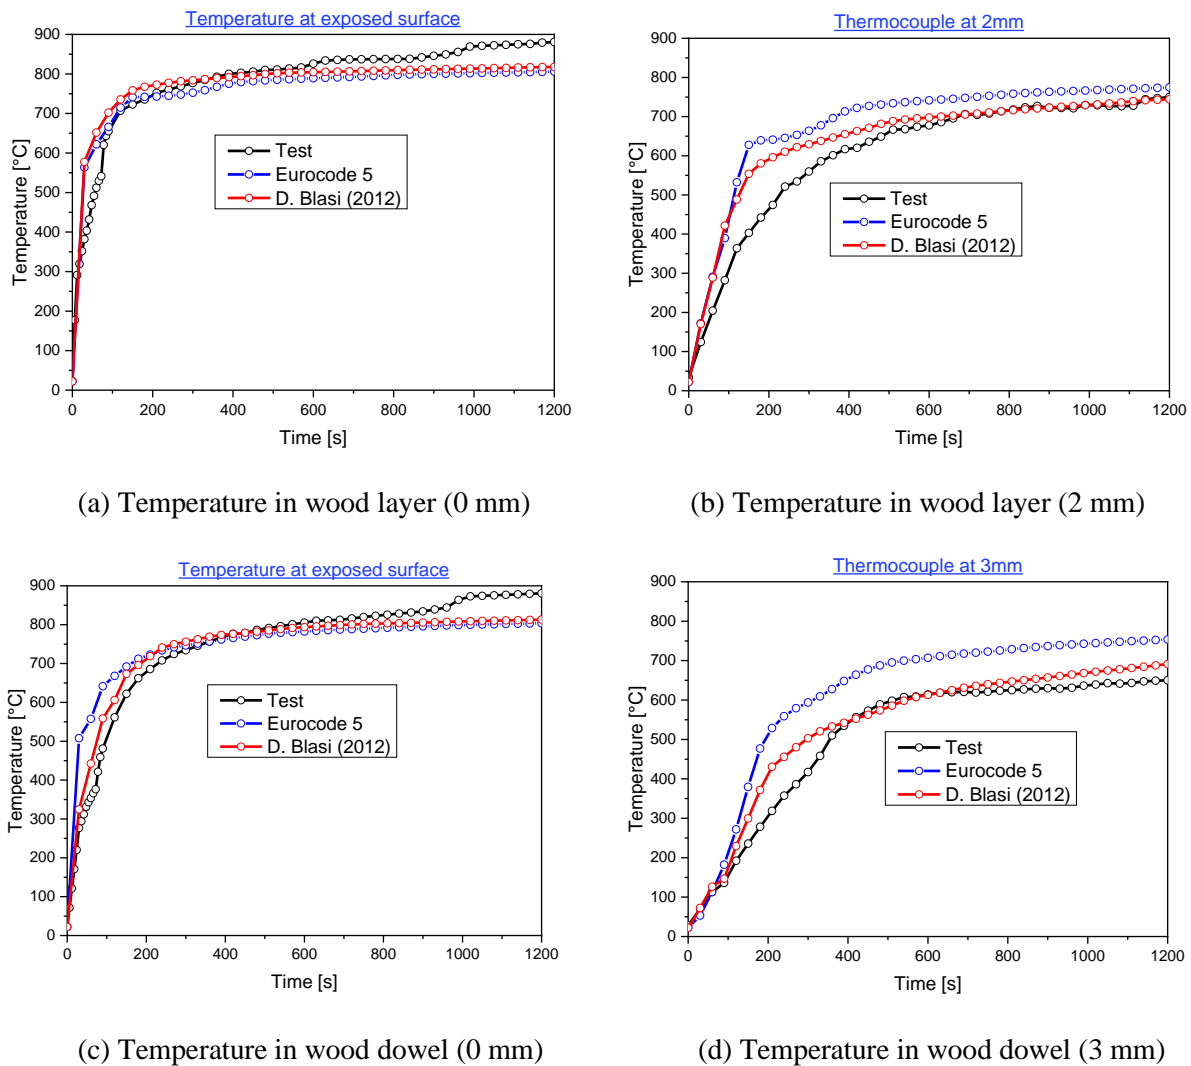 Temperature at exposed surface
900
800
700
600
500
400
300
200
100
0
Temperature [°C]
Test
Eurocode 5
D. Blasi (2012)
0 200 400 600 800 1000 1200
Time [s]
(a) Temperature in wood layer (0 mm)
Thermocouple at 2mm
900
800
700
600
500
400
300
200
100
0
Temperature [°C]
Test
Eurocode 5
D. Blasi (2012)
0 200 400 600 800 1000 1200
Time [s]
(b) Temperature in wood layer (2 mm)
Temperature at exposed surface
900
800
700
600
500
400
300
200
100
0
Temperature [°C]
Test
Eurocode 5
D. Blasi (2012)
0 200 400 600 800 1000 1200
Time [s]
(c) Temperature in wood dowel (0 mm)
Thermocouple at 3mm
900
800
700
600
500
400
300
200
100
0
Temperature [°C]
Test
Eurocode 5
D. Blasi (2012)
0 200 400 600 800 1000 1200
Time [s]
(d) Temperature in wood dowel (3 mm)